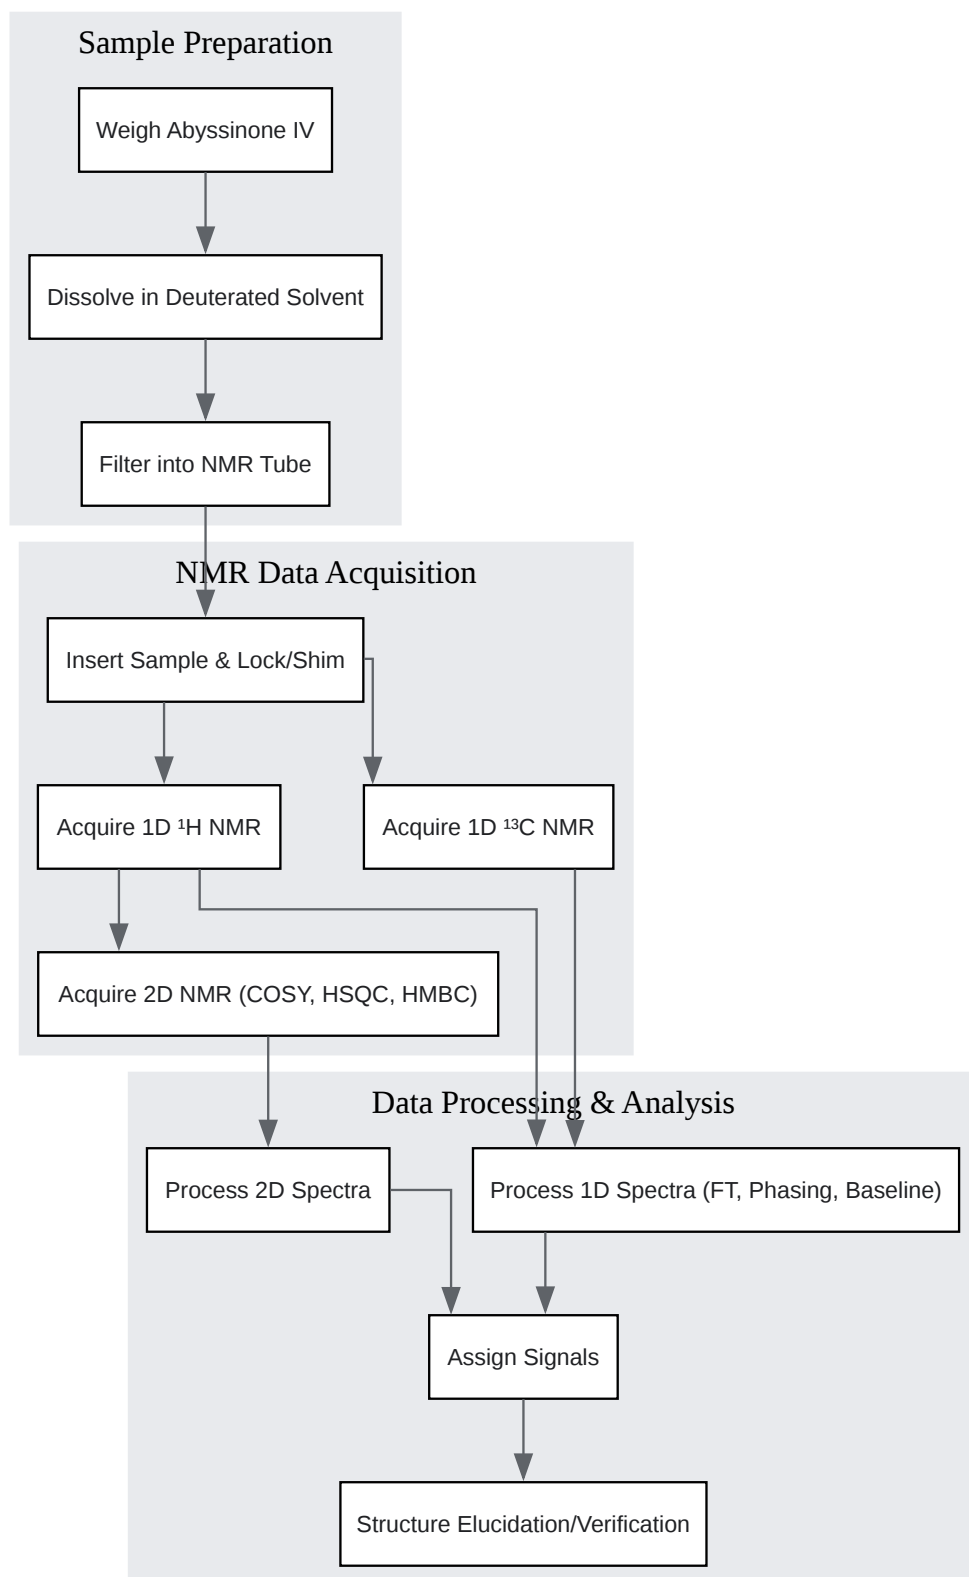 Sample Preparation
Weigh Abyssinone IV
Dissolve in Deuterated Solvent
Filter into NMR Tube
NMR Data Acquisition
Insert Sample & Lock/Shim
Acquire 1D ¹H NMR
Acquire 1D ¹³C NMR
Acquire 2D NMR (COSY, HSQC, HMBC)
Data Processing & Analysis
Process 2D Spectra
Process 1D Spectra (FT, Phasing, Baseline)
Assign Signals
Structure Elucidation/Verification